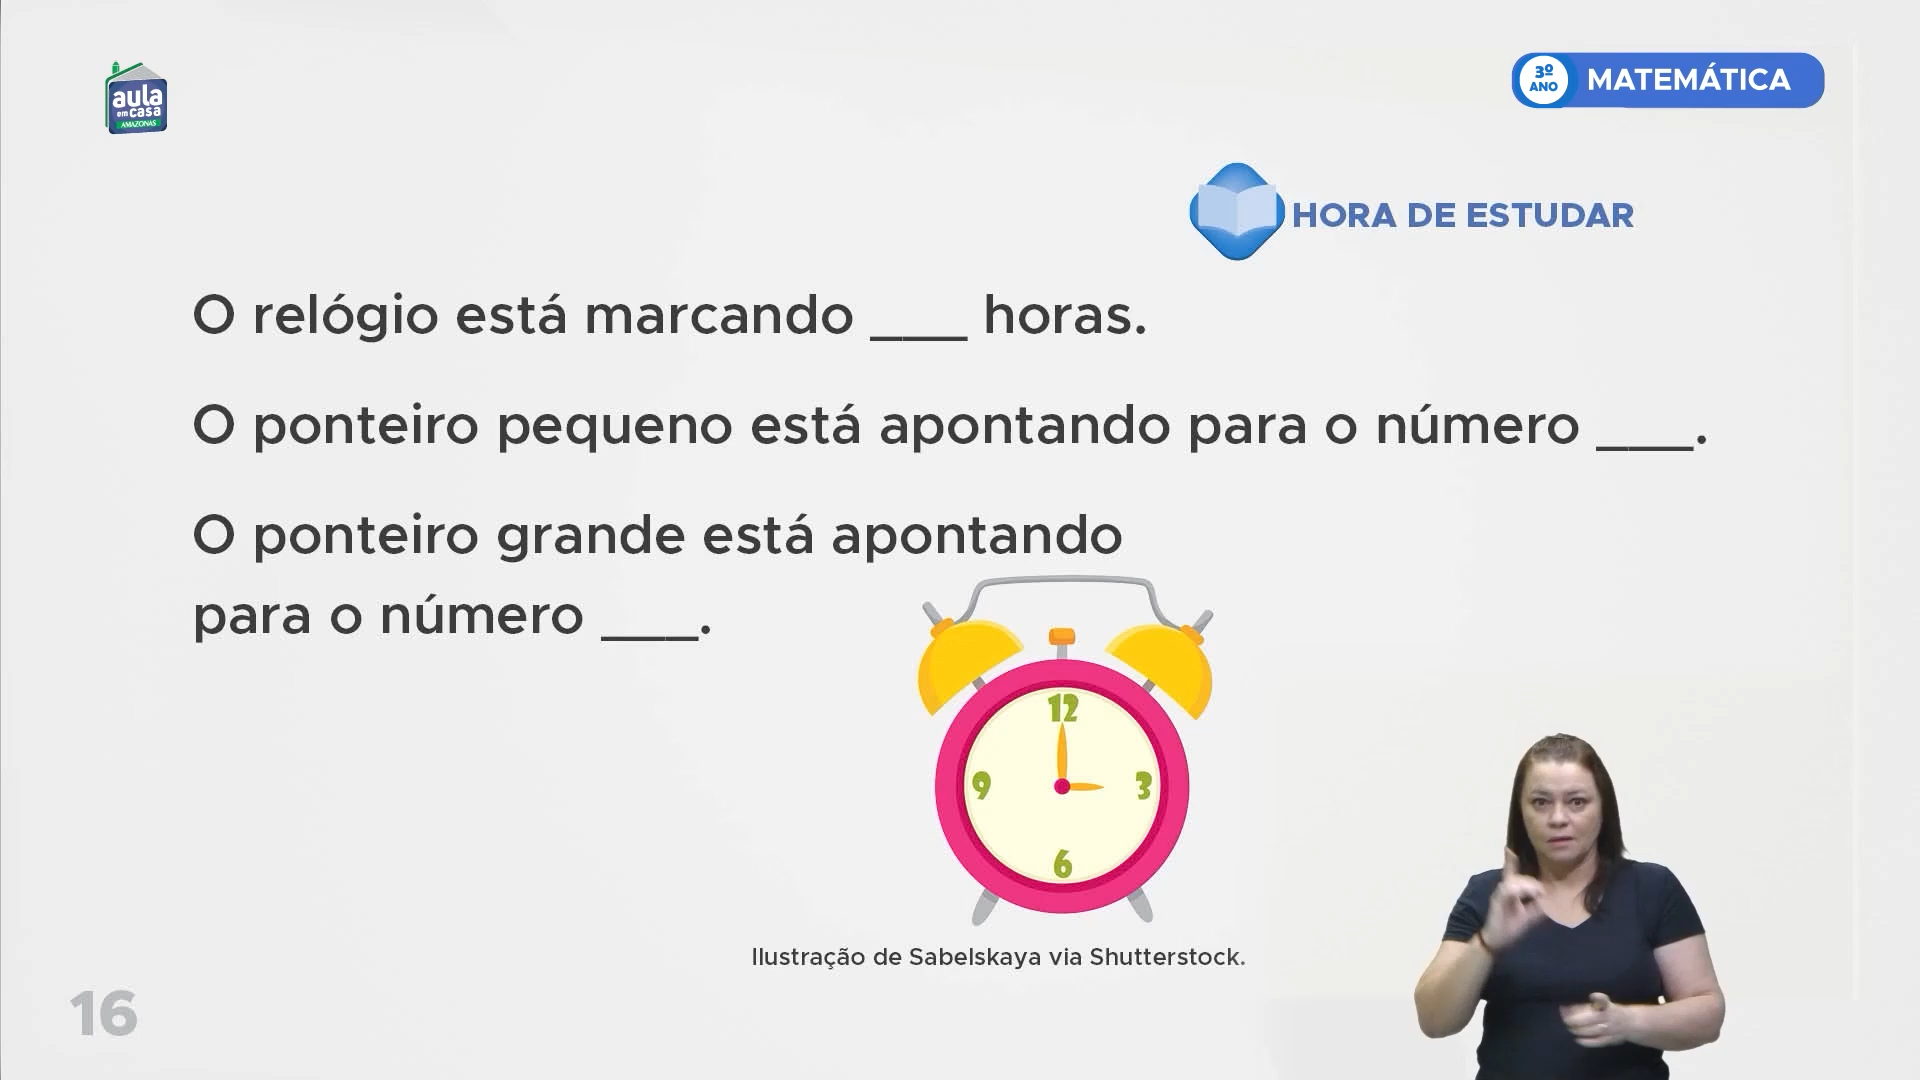 aula
em casa
AMAZONAS
3º
ANO
MATEMÁTICA
HORA DE ESTUDAR
O relógio está marcando ___ horas.
O ponteiro pequeno está apontando para o número ___.
O ponteiro grande está apontando
para o número ___.
12
9
3
6
Ilustração de Sabelskaya via Shutterstock.
16